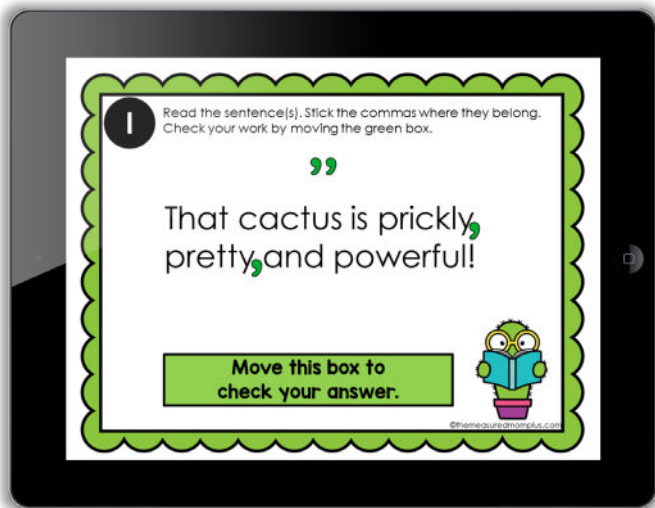 1
Read the sentence(s). Stick the commas where they belong.
Check your work by moving the green box.
,,
That cactus is prickly,
pretty,and powerful!
Move this box to
check your answer.
©themeasuredmomplus.com